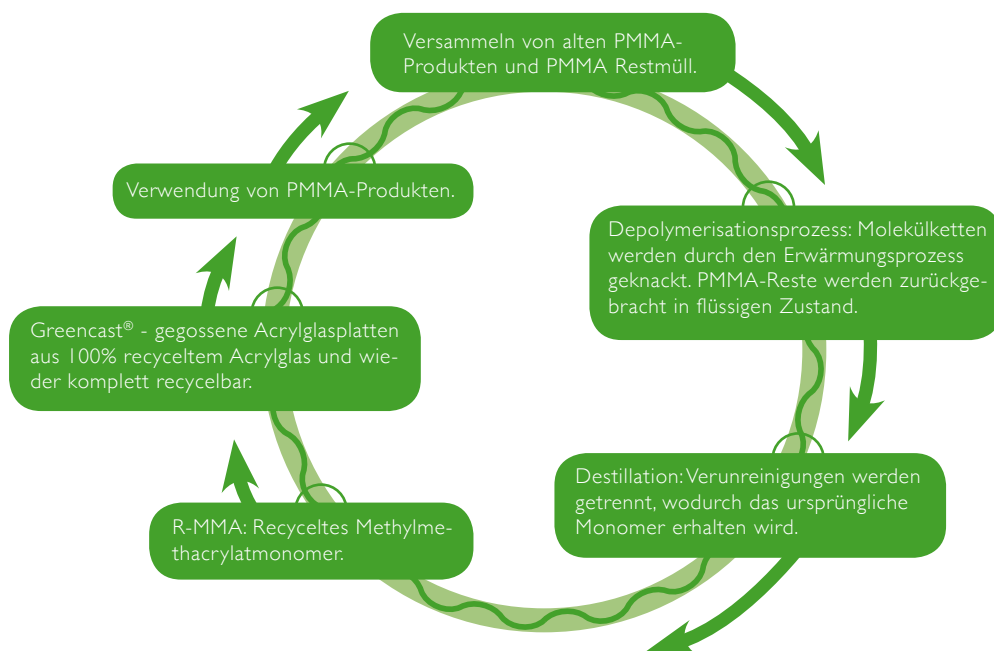 Versammeln von alten PMMA-
Produkten und PMMA Restmüll.
Depolymerisationsprozess: Molekülketten
werden durch den Erwärmungsprozess
geknackt. PMMA-Reste werden zurückge-
bracht in flüssigen Zustand.
Destillation: Verunreinigungen werden
getrennt, wodurch das ursprüngliche
Monomer erhalten wird.
R-MMA: Recyceltes Methylme-
thacrylatmonomer.
Greencast® - gegossene Acrylglasplatten
aus 100% recyceltem Acrylglas und wie-
der komplett recycelbar.
Verwendung von PMMA-Produkten.